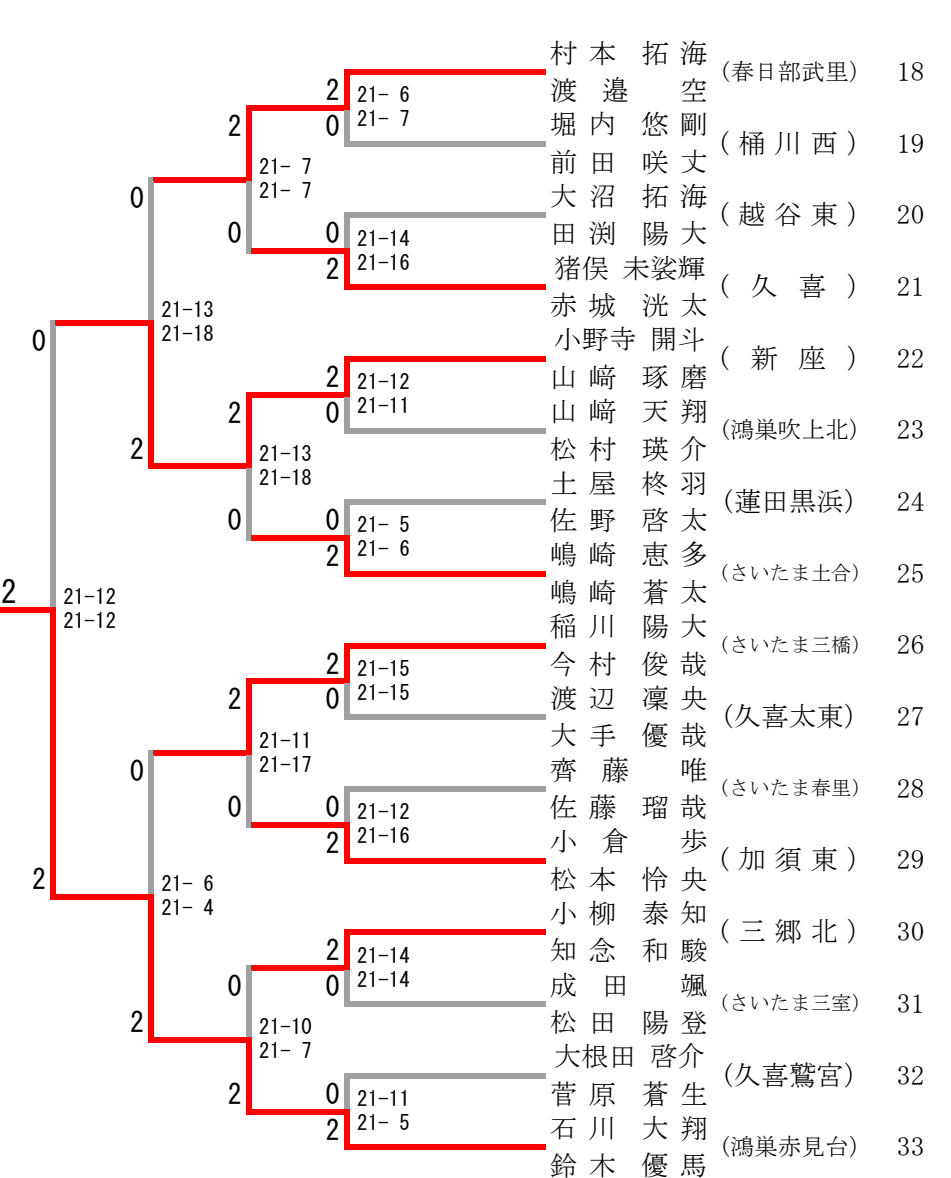 村本 拓海
2 21- 6 (春日部武里) 18
渡邉 空
2 0 21- 7
堀内 悠剛
21- 7 (桶川西) 19
21- 7
前田 咲丈
0
大沼 拓海
0 0 21-14 (越谷東) 20
田渕 陽大
2 21-16
猪俣 未裟輝
21-13 (久喜) 21
赤城 洸太
0 21-18
小野寺 開斗
2 21-12 (新座) 22
山﨑 琢磨
2 0 21-11
山﨑 天翔
2 21-13 (鴻巣吹上北) 23
松村 瑛介
21-18
土屋 柊羽
0 0 21- 5 (蓮田黒浜) 24
佐野 啓太
2 21- 6
嶋崎 恵多
2 21-12 (さいたま土合) 25
嶋崎 蒼太
21-12
稲川 陽大
2 21-15 (さいたま三橋) 26
今村 俊哉
2 0 21-15
渡辺 凜央
21-11 (久喜太東) 27
大手 優哉
0 21-17
齊藤 唯
0 0 21-12 (さいたま春里) 28
佐藤 瑠哉
2 21-16
小倉 歩
2 21- 6 (加須東) 29
松本 怜央
21- 4
小柳 泰知
2 21-14 (三郷北) 30
知念 和駿
0 0 21-14
成田 颯
2 21-10 (さいたま三室) 31
松田 陽登
21- 7
大根田 啓介
2 0 21-11 (久喜鷲宮) 32
菅原 蒼生
2 21- 5
石川 大翔
(鴻巣赤見台) 33
鈴木 優馬